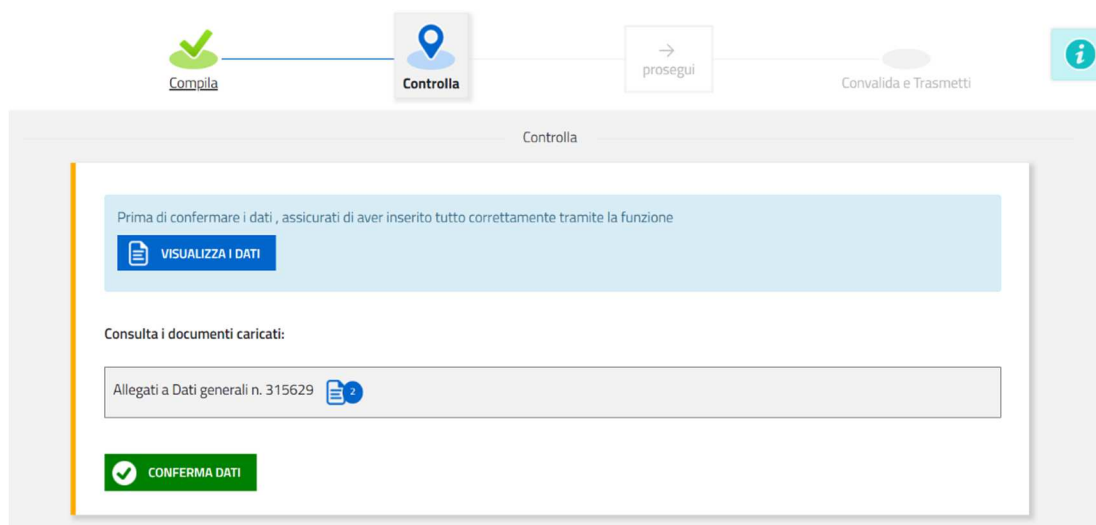 Compila
Controlla
→
prosegui
Convalida e Trasmetti
i
Controlla
Prima di confermare i dati , assicurati di aver inserito tutto correttamente tramite la funzione
VISUALIZZA I DATI
Consulta i documenti caricati:
Allegati a Dati generali n. 315629 2
CONFERMA DATI